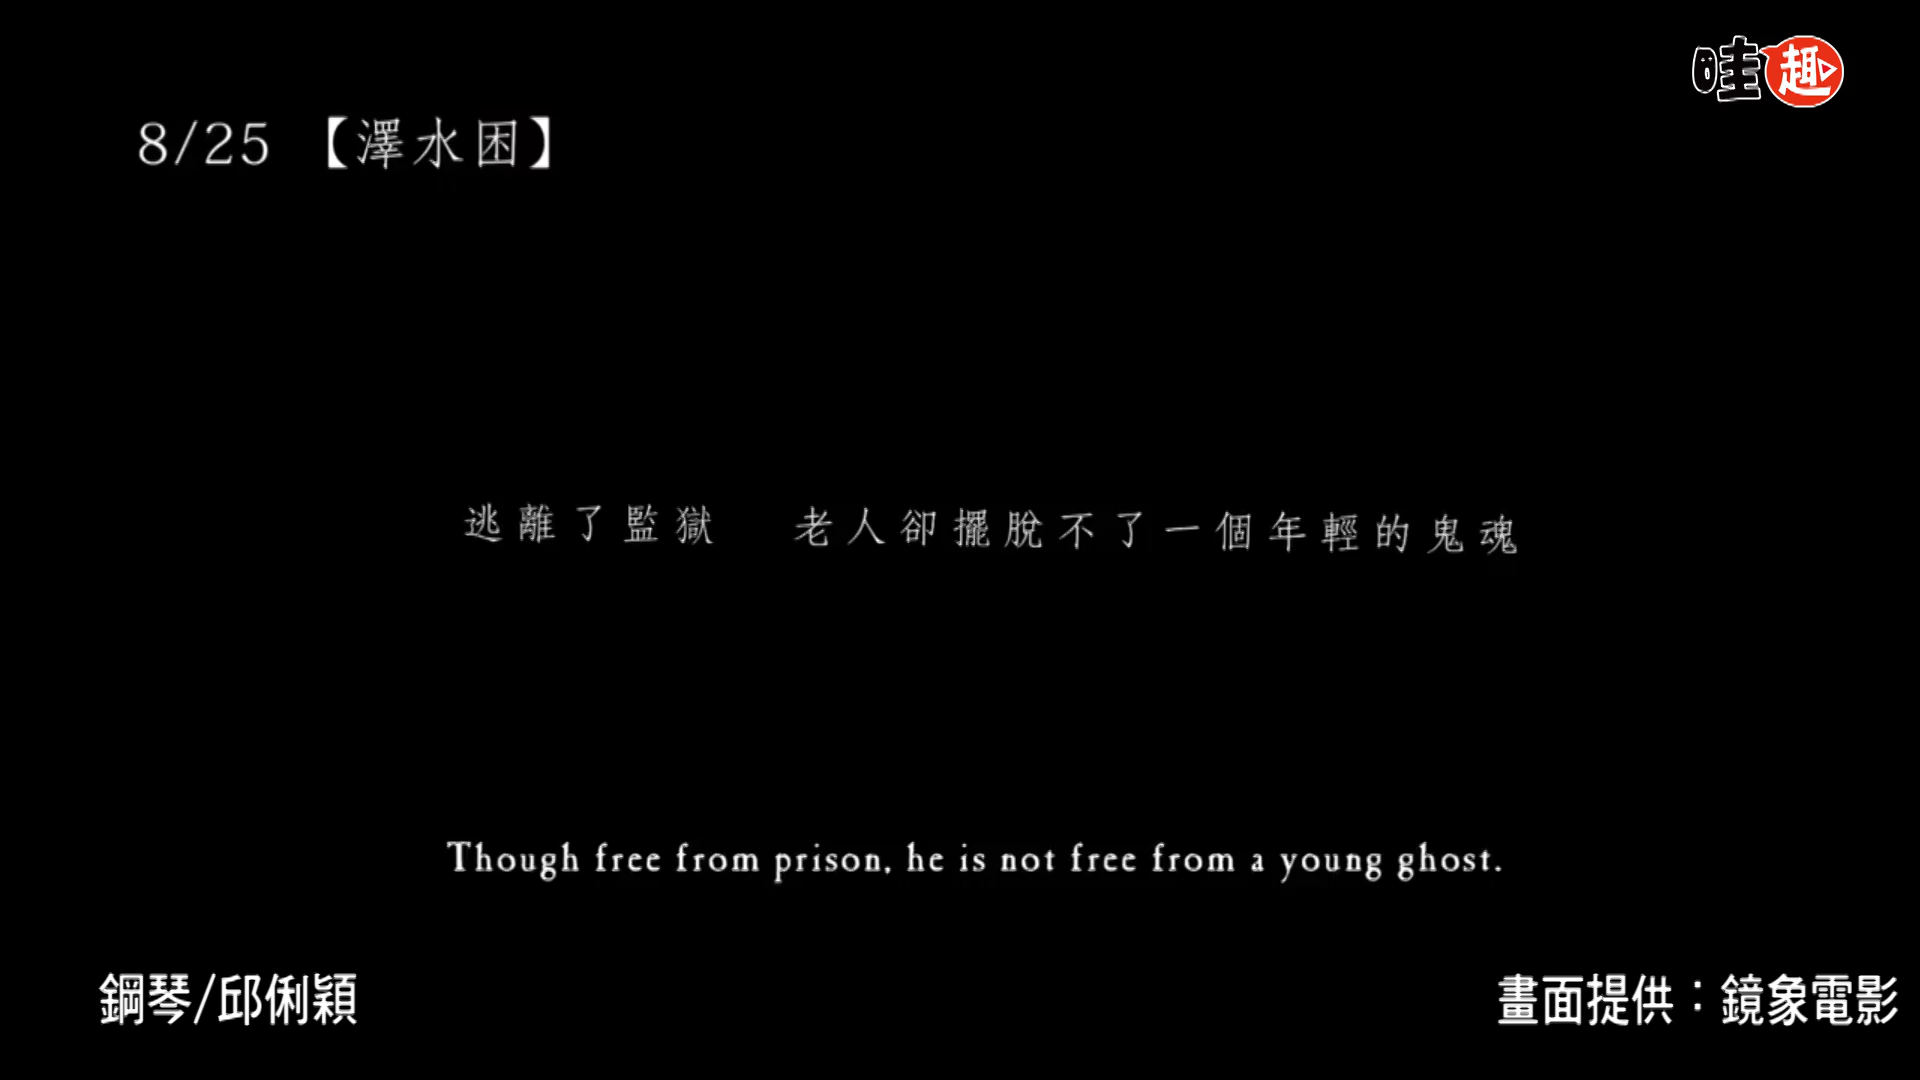 哇趣
8/25 【澤水困】
逃離了監獄 老人卻擺脫不了一個年輕的鬼魂
Though free from prison, he is not free from a young ghost.
鋼琴/邱俐穎
畫面提供：鏡象電影